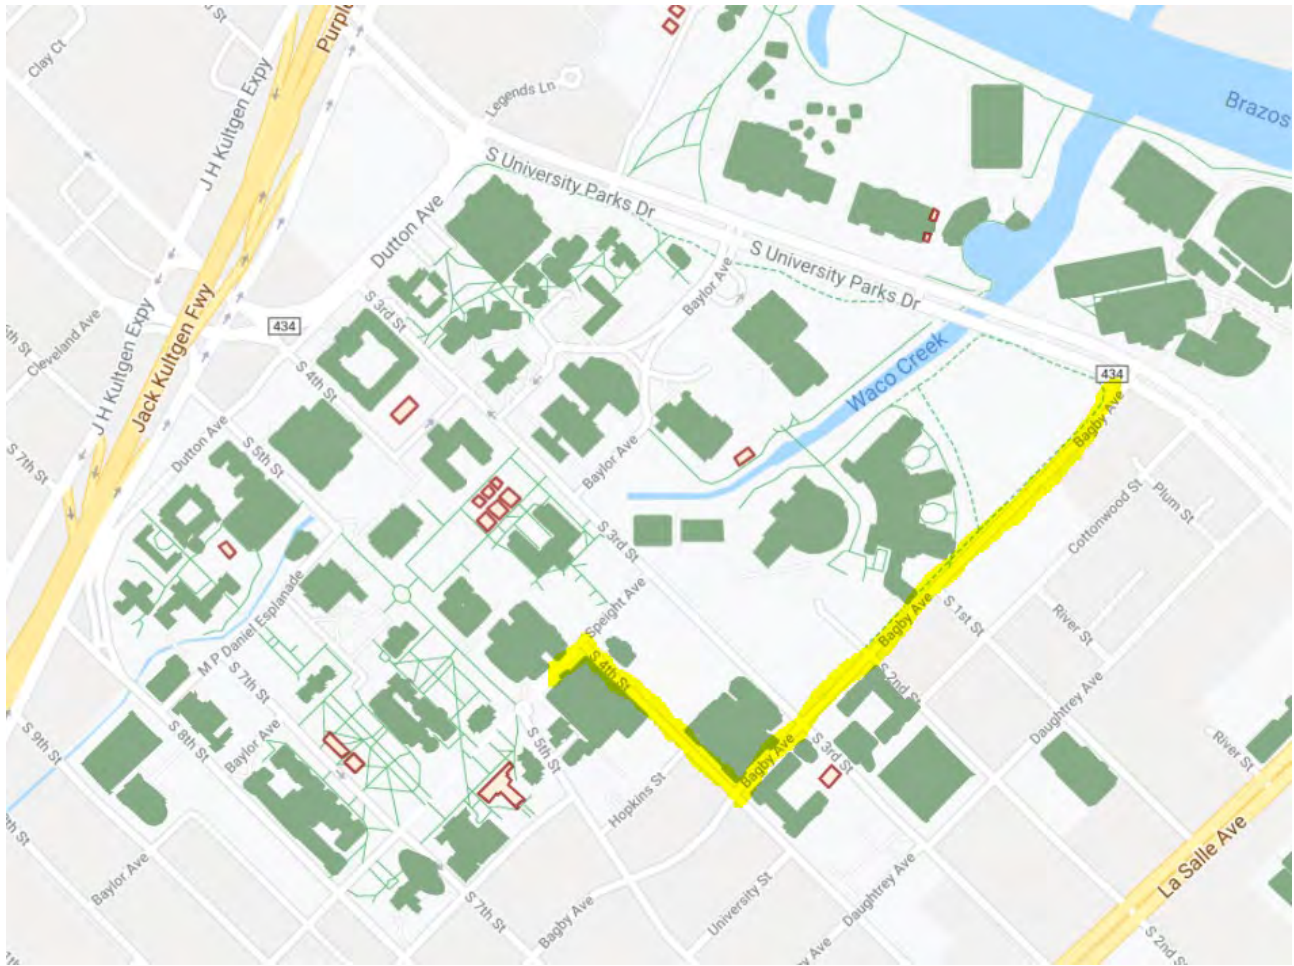 Clay Ct
J H Kultgen Expy
Purpl
Legends Ln
Brazos
S University Parks Dr
Dutton Ave
S University Parks Dr
Baylor Ave
S 3rd St
Cleveland Ave
J H Kultgen Expy
Jack Kultgen Fwy
434
S 4th St
Waco Creek
434
Bagby Ave
Dutton Ave
S 5th St
S 7th St
Baylor Ave
Plum St
Cottonwood St
S 3rd St
M P Daniel Esplanade
Speight Ave
S 1st St
Bagby Ave
River St
S 4th St
S 7th St
S 2nd St
Daughtrey Ave
S 9th St
S 8th St
Baylor Ave
S 5th St
S 3rd St
Bagby Ave
River St
Hopkins St
La Salle Ave
Baylor Ave
S 7th St
Bagby Ave
University St
Daughtrey Ave
S 2nd St